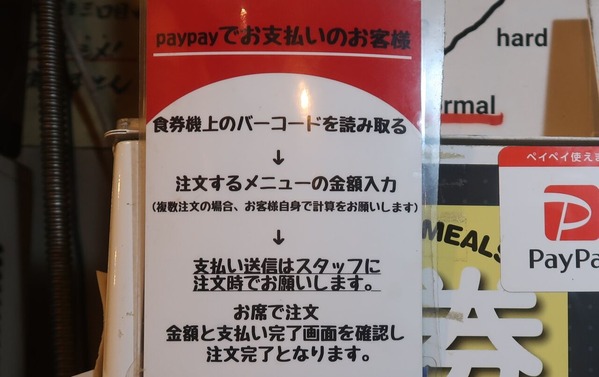 paypayでお支払いのお客様
食券機上のバーコードを読み取る
↓
注文するメニューの金額入力
(複数注文の場合、お客様自身で計算をお願いします)
↓
支払い送信はスタッフに
注文時でお願いします。
お席で注文
金額と支払い完了画面を確認し
注文完了となります。
hard
ormal
ペイペイ使えま
PayPa
MEALS
券